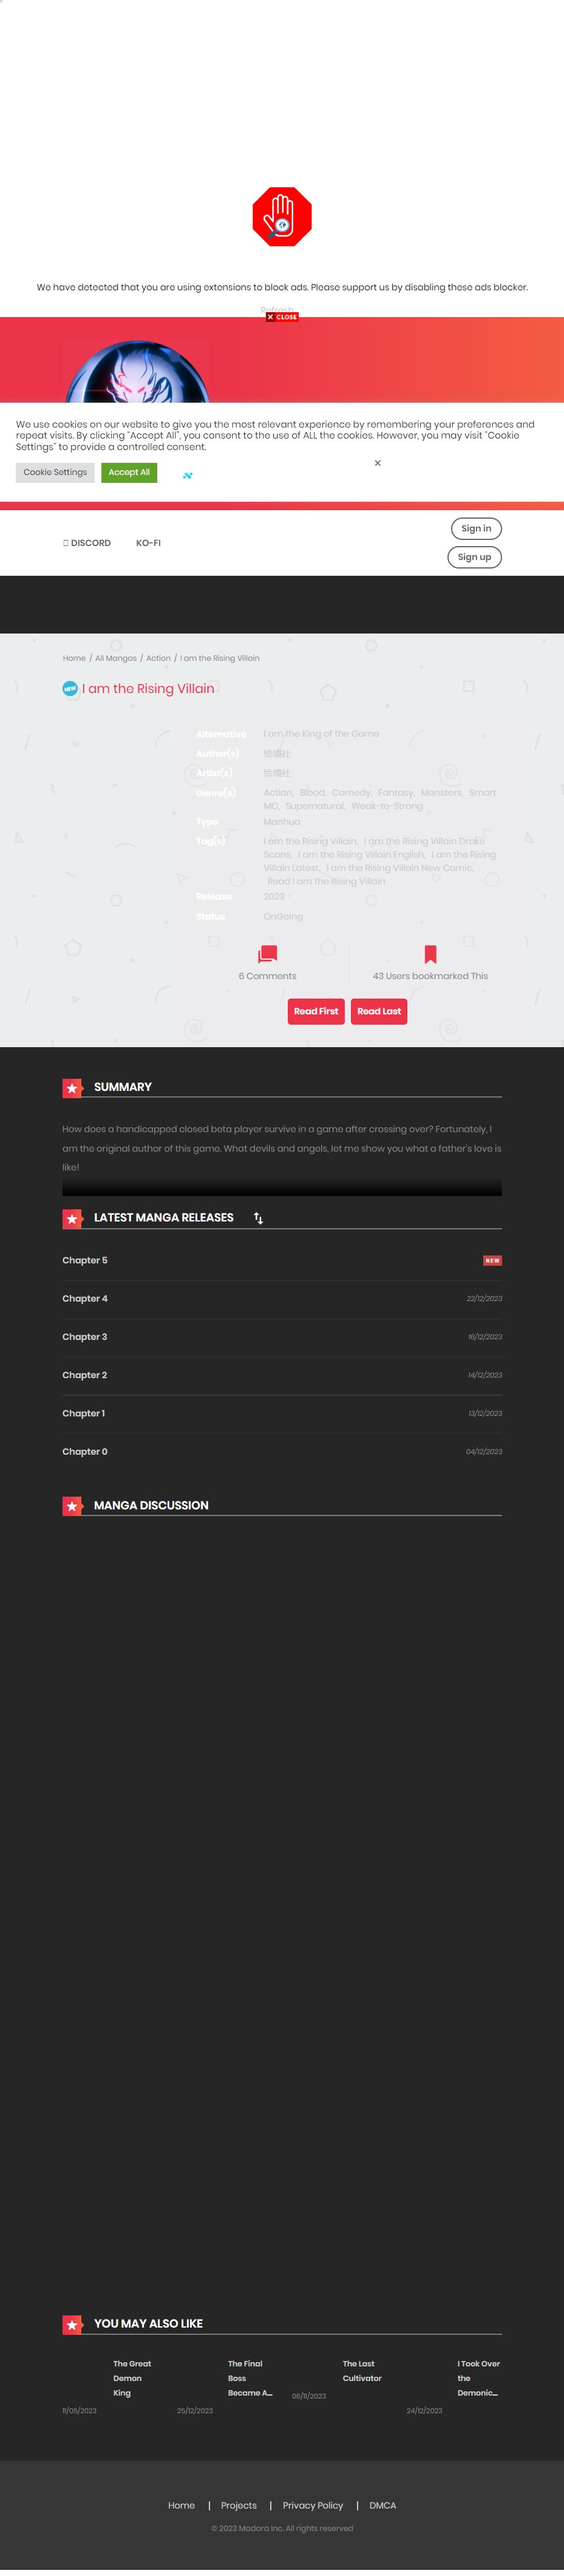 We have detected that you are using extensions to block ads. Please support us by disabling these ads blocker.
Refresh
CLOSE
We use cookies on our website to give you the most relevant experience by remembering your preferences and
repeat visits. By clicking "Accept All", you consent to the use of ALL the cookies. However, you may visit "Cookie
Settings" to provide a controlled consent.
Cookie Settings
Accept All
DISCORD
KO-FI
Sign in
Sign up
Home / All Mangas / Action / I am the Rising Villain
NEW I am the Rising Villain
Alternative I am the King of the Game
Author(s)
Artist(s)
Genre(s) Action, Blood, Comedy, Fantasy, Monsters, Smart
MC, Supernatural, Weak-to-Strong
Type Manhua
Tag(s) I am the Rising Villain, I am the Rising Villain Drake
Scans, I am the Rising Villain English, I am the Rising
Villain Latest, I am the Rising Villain New Comic,
Read I am the Rising Villain
Release 2023
Status OnGoing
6 Comments
43 Users bookmarked This
Read First
Read Last
SUMMARY
How does a handicapped closed beta player survive in a game after crossing over? Fortunately, I
am the original author of this game. What devils and angels, let me show you what a father's love is
like!
LATEST MANGA RELEASES
Chapter 5 NEW
Chapter 4 22/12/2023
Chapter 3 16/12/2023
Chapter 2 14/12/2023
Chapter 1 13/12/2023
Chapter 0 04/12/2023
MANGA DISCUSSION
YOU MAY ALSO LIKE
The Great
Demon
King
11/05/2023
The Final
Boss
Became A...
25/12/2023
The Last
Cultivator
06/11/2023
I Took Over
the
Demonic...
24/12/2023
Home | Projects | Privacy Policy | DMCA
© 2023 Madara Inc. All rights reserved